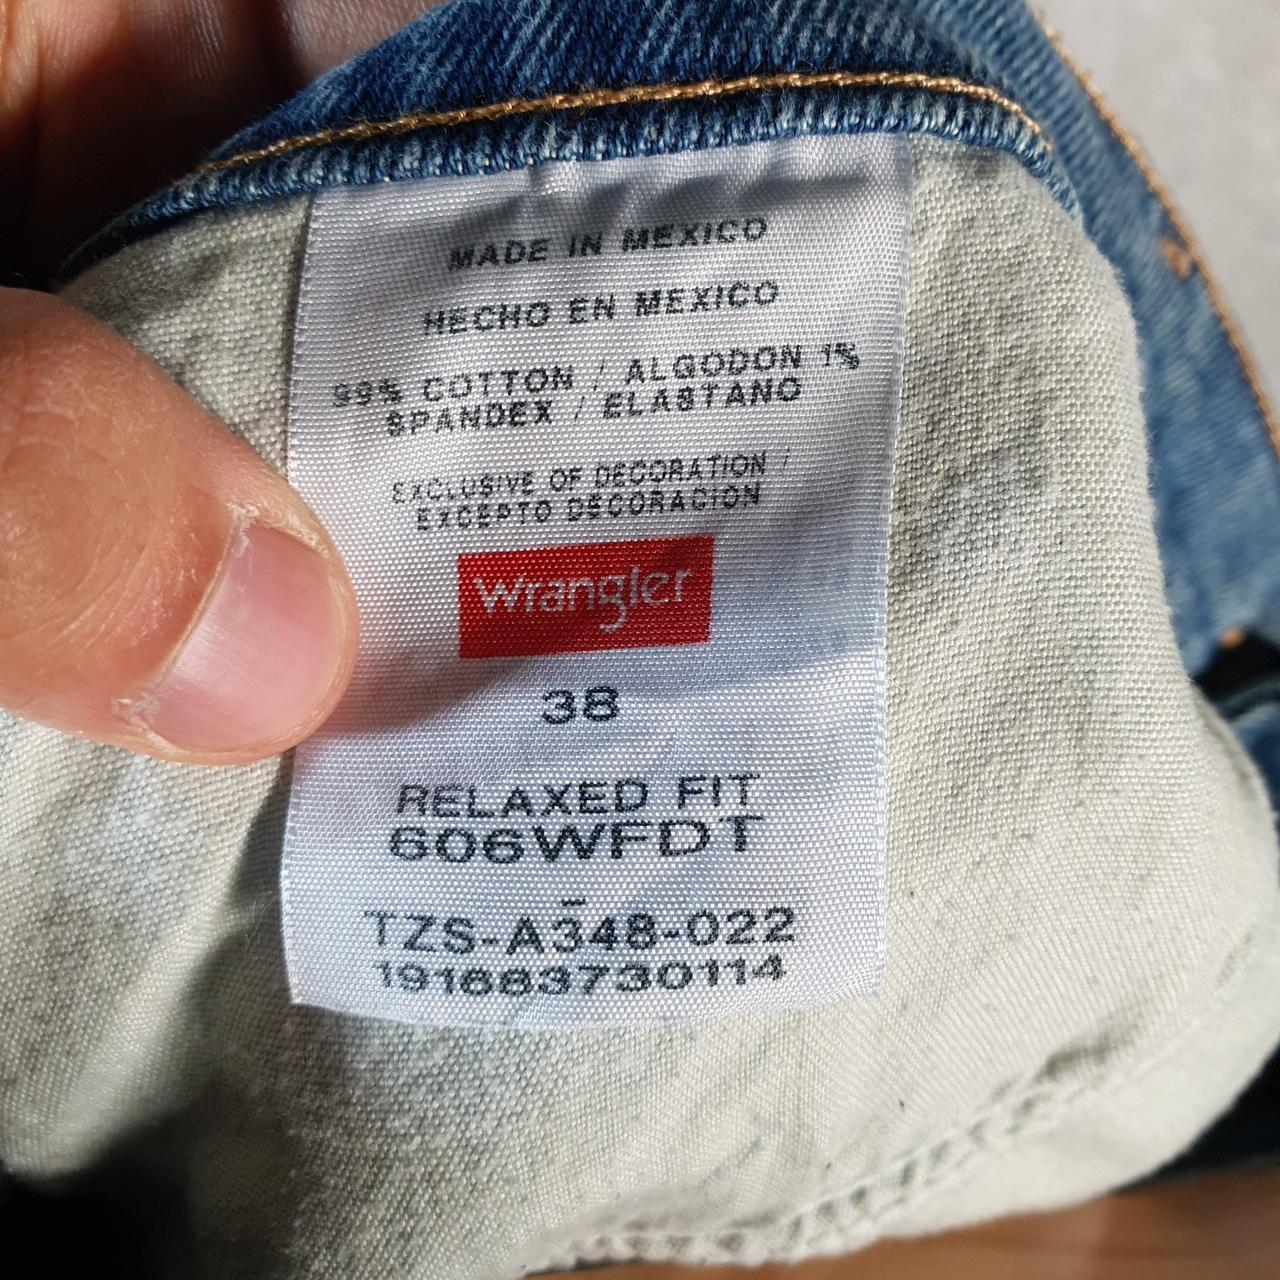 MADE IN MEXICO
HECHO EN MEXICO
99% COTTON / ALGODON 1%
SPANDEX / ELASTANO
EXCLUSIVE OF DECORATION /
EXCEPTO DECORACION
Wrangler
38
RELAXED FIT
606WFDT
TZS-A348-022
191663730114